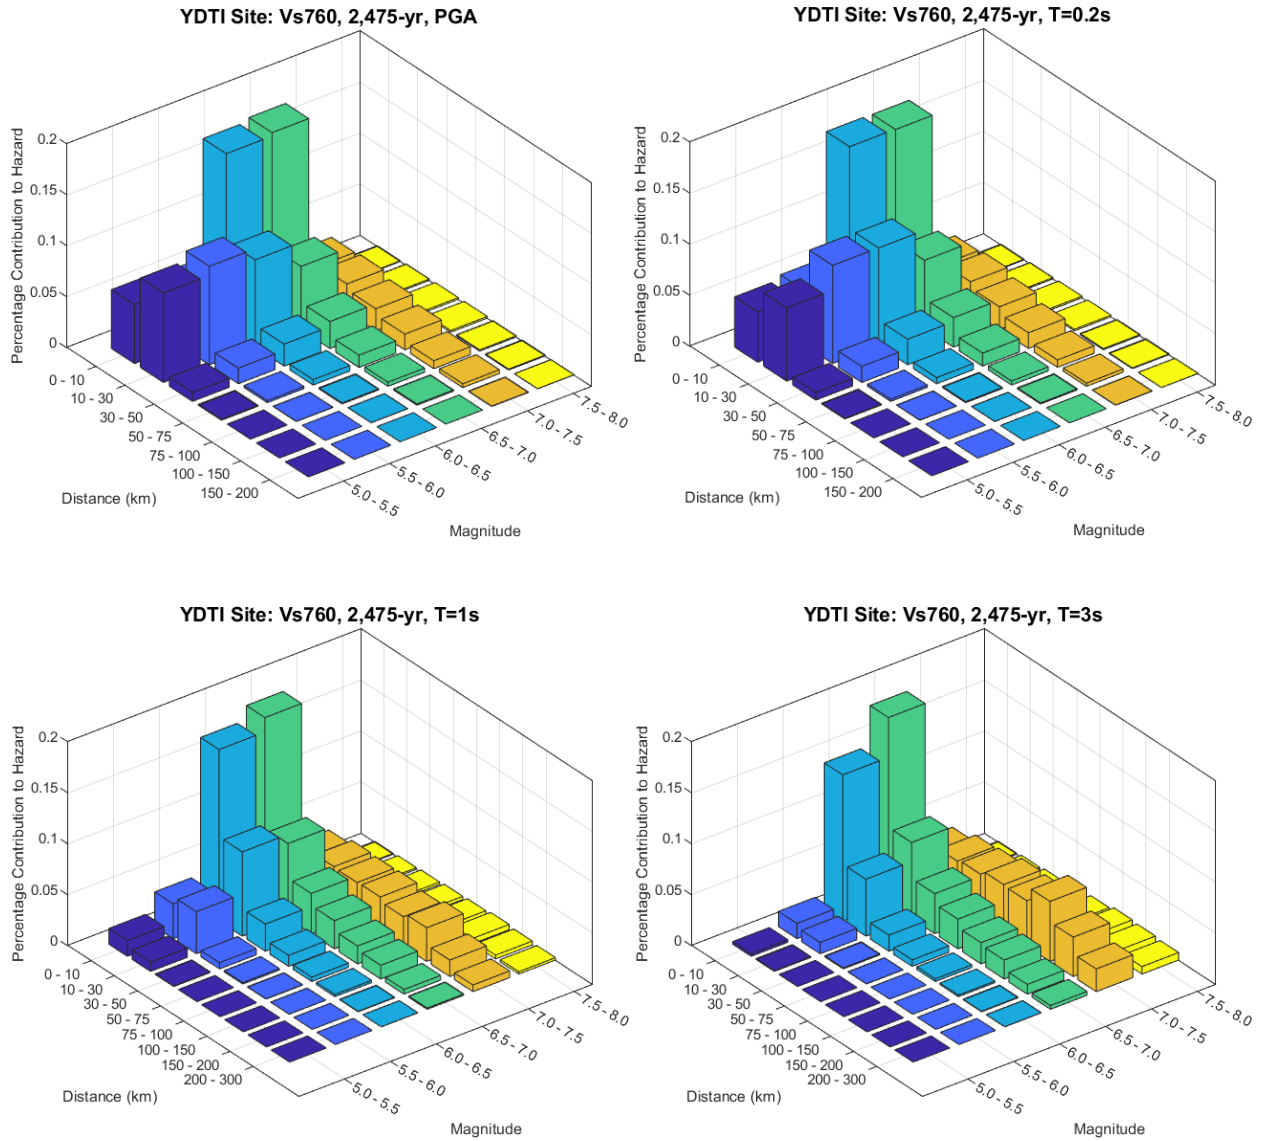 YDTI Site: Vs760, 2,475-yr, PGA
Percentage Contribution to Hazard
0.2
0.15
0.1
0.05
0
0 - 10
10 - 30
30 - 50
50 - 75
75 - 100
100 - 150
150 - 200
Distance (km)
5.0 - 5.5
5.5 - 6.0
6.0 - 6.5
6.5 - 7.0
7.0 - 7.5
7.5 - 8.0
Magnitude
YDTI Site: Vs760, 2,475-yr, T=0.2s
Percentage Contribution to Hazard
0.2
0.15
0.1
0.05
0
0 - 10
10 - 30
30 - 50
50 - 75
75 - 100
100 - 150
150 - 200
Distance (km)
5.0 - 5.5
5.5 - 6.0
6.0 - 6.5
6.5 - 7.0
7.0 - 7.5
7.5 - 8.0
Magnitude
YDTI Site: Vs760, 2,475-yr, T=1s
Percentage Contribution to Hazard
0.2
0.15
0.1
0.05
0
0 - 10
10 - 30
30 - 50
50 - 75
75 - 100
100 - 150
150 - 200
200 - 300
Distance (km)
5.0 - 5.5
5.5 - 6.0
6.0 - 6.5
6.5 - 7.0
7.0 - 7.5
7.5 - 8.0
Magnitude
YDTI Site: Vs760, 2,475-yr, T=3s
Percentage Contribution to Hazard
0.2
0.15
0.1
0.05
0
0 - 10
10 - 30
30 - 50
50 - 75
75 - 100
100 - 150
150 - 200
200 - 300
Distance (km)
5.0 - 5.5
5.5 - 6.0
6.0 - 6.5
6.5 - 7.0
7.0 - 7.5
7.5 - 8.0
Magnitude